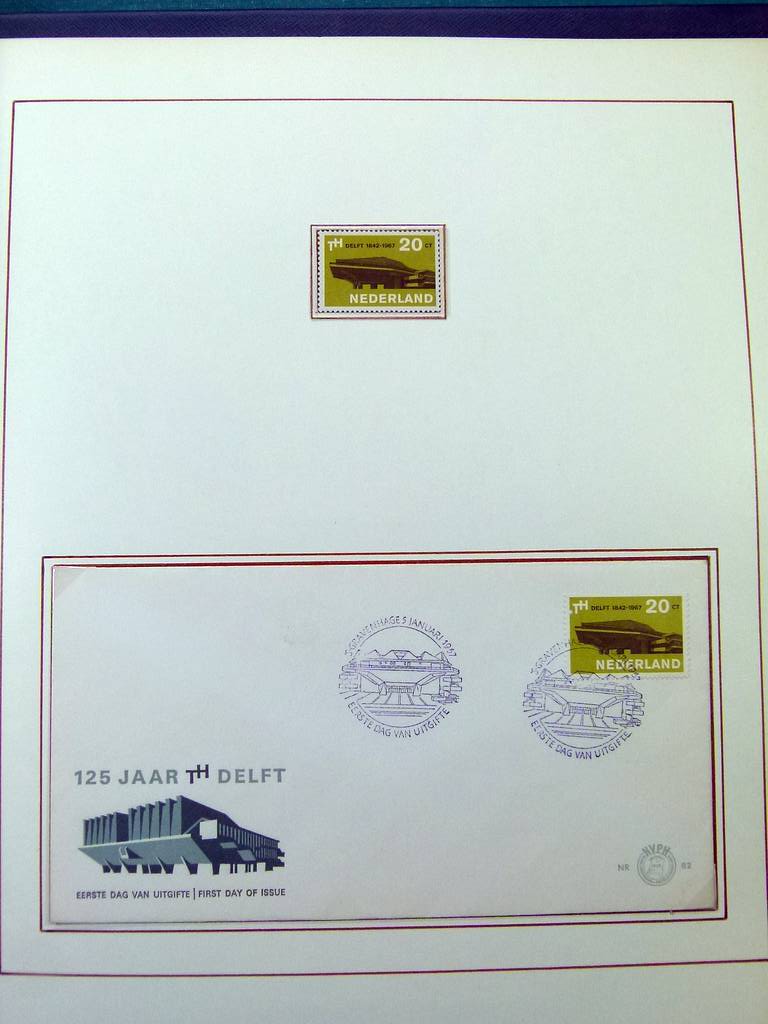 TH DELFT 1842-1967 20 CT
NEDERLAND
TH DELFT 1842-1967 20 CT
NEDERLAND
'S-GRAVENHAGE 5 JANUARI 1967
EERSTE DAG VAN UITGIFTE
'S-GRAVENHAGE
EERSTE DAG VAN UITGIFTE
125 JAAR TH DELFT
EERSTE DAG VAN UITGIFTE | FIRST DAY OF ISSUE
NR NVPH 82